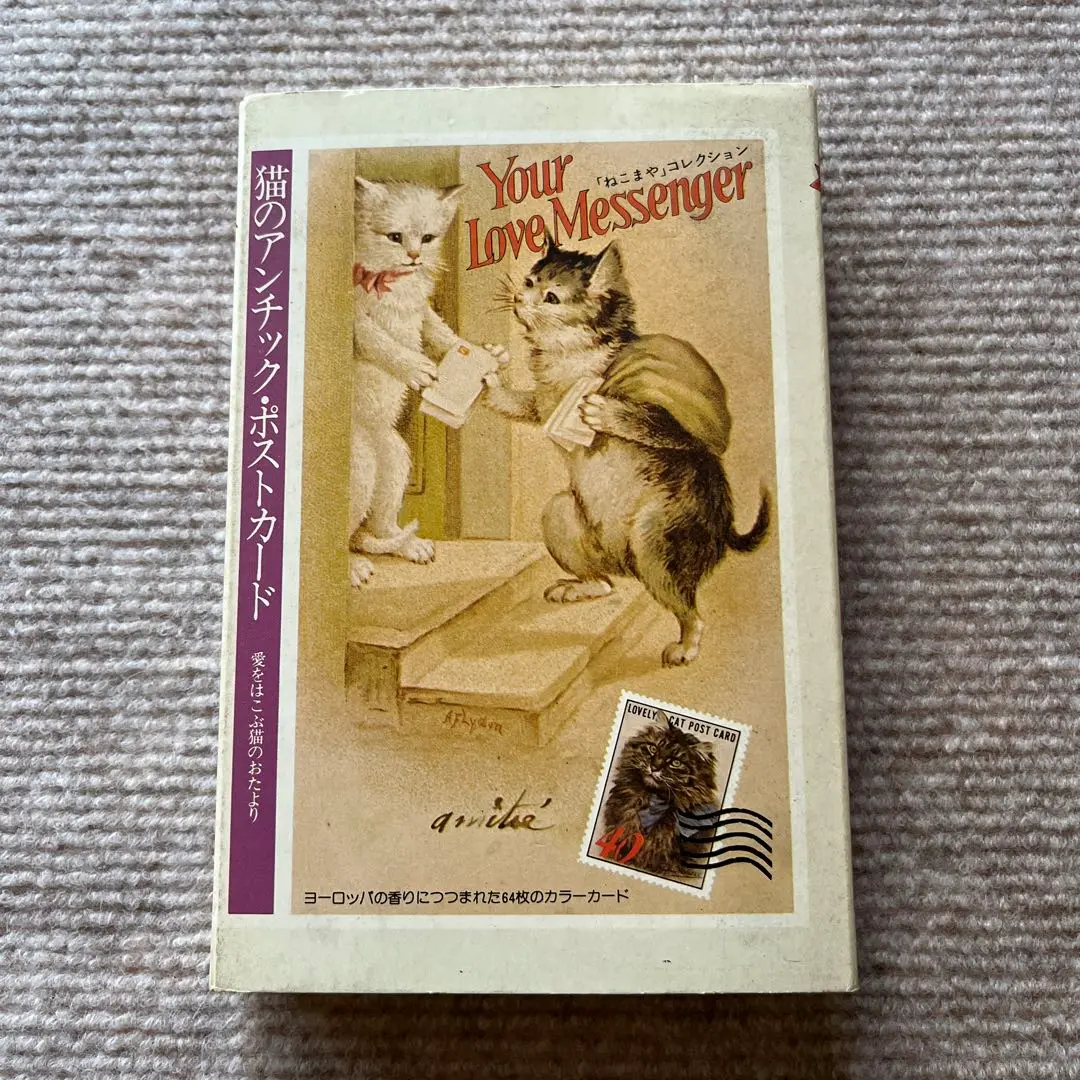 猫のアンチック・ポストカード
愛をはこぶ猫のおたより
Your
「ねこまや」コレクション
Love Messenger
A F Lydon
amitié
LOVELY CAT POST CARD
40
ヨーロッパの香りにつつまれた64枚のカラーカード